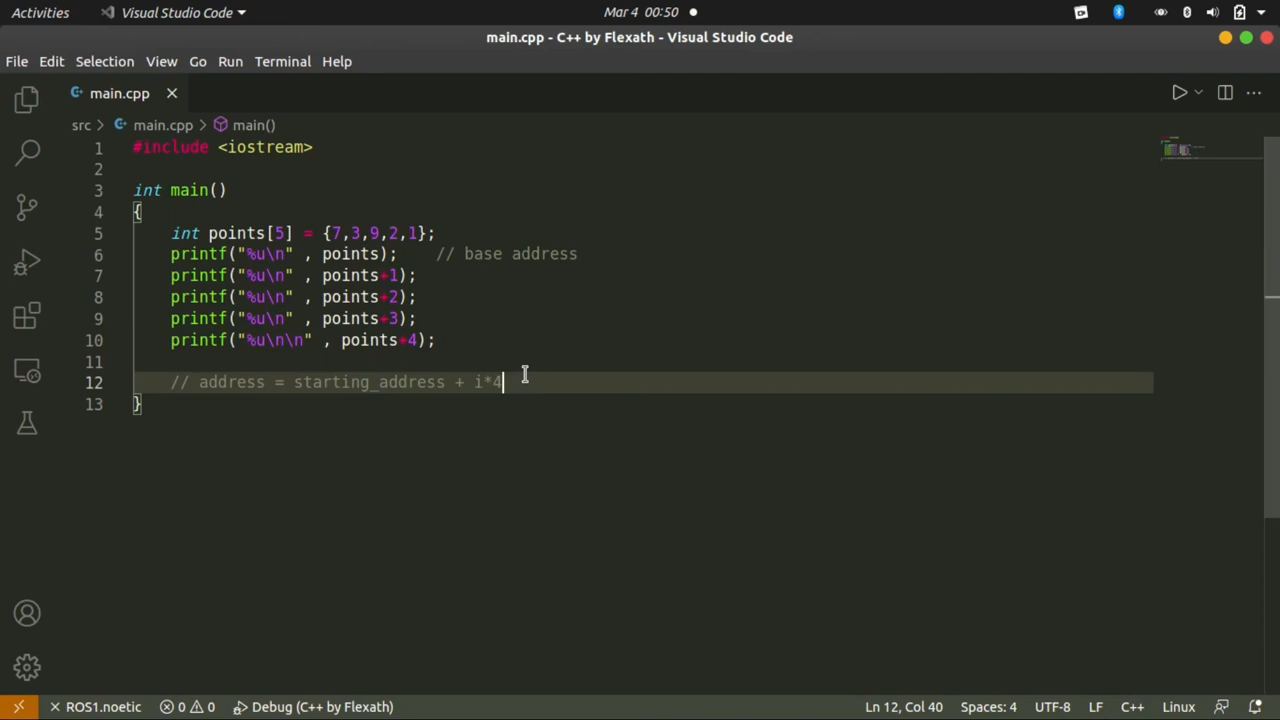 Activities Visual Studio Code Mar 4 00:50
main.cpp - C++ by Flexath - Visual Studio Code
File Edit Selection View Go Run Terminal Help
main.cpp
src > main.cpp > main()
1 #include <iostream>
2
3 int main()
4 {
5 int points[5] = {7,3,9,2,1};
6 printf("%u\n" , points); // base address
7 printf("%u\n" , points+1);
8 printf("%u\n" , points+2);
9 printf("%u\n" , points+3);
10 printf("%u\n\n" , points+4);
11
12 // address = starting_address + i*4
13 }
ROS1.noetic 0 0 Debug (C++ by Flexath) Ln 12, Col 40 Spaces: 4 UTF-8 LF C++ Linux